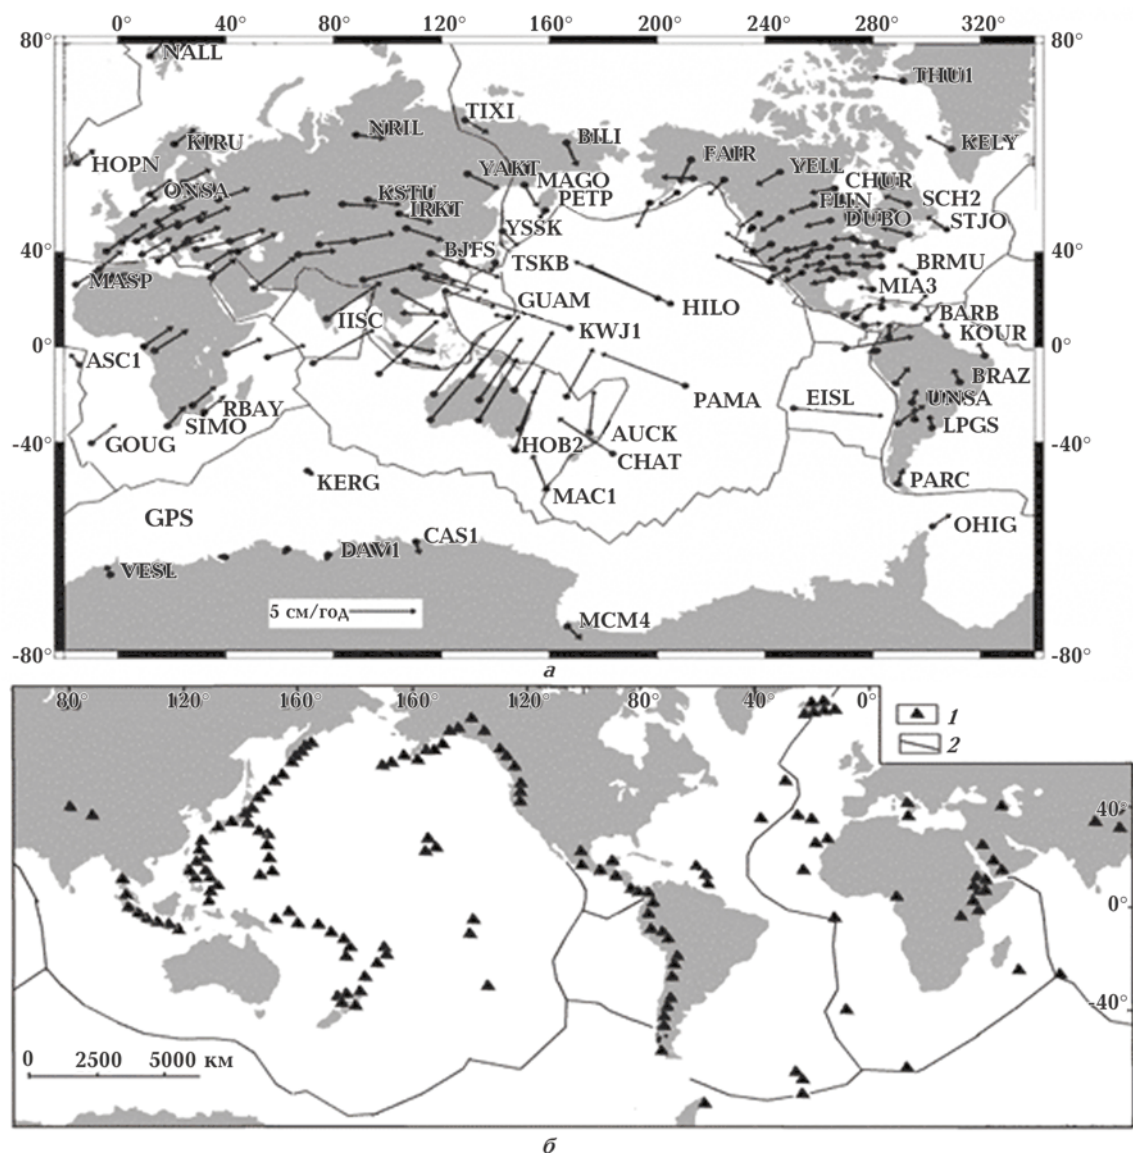 0° 40° 80° 120° 160° 200° 240° 280° 320°
80° 80°
NALL
THU1
TIXI
NRIL
BILI
KIRU
KELY
HOPN
FAIR
YAKT
YELL
MAGO
CHUR
ONSA
KSTU
PETP
FLIN
SCH2
IRKT
DUBO
STJO
YSSK
40° BJFS 40°
TSKB
BRMU
MASP
MIA3
GUAM
HILO
IISC
BARB
KWJ1
KOUR
0° 0°
ASC1
BRAZ
EISL
PAMA
UNSA
RBAY
SIMO
LPGS
AUCK
GOUG
HOB2
-40° -40°
CHAT
KERG
PARC
MAC1
GPS
OHIG
CAS1
DAV1
VESL
5 см/год
MCM4
-80° -80°
а
80° 120° 160° 160° 120° 80° 40° 0°
1
2
40°
0°
-40°
0 2500 5000 км
б